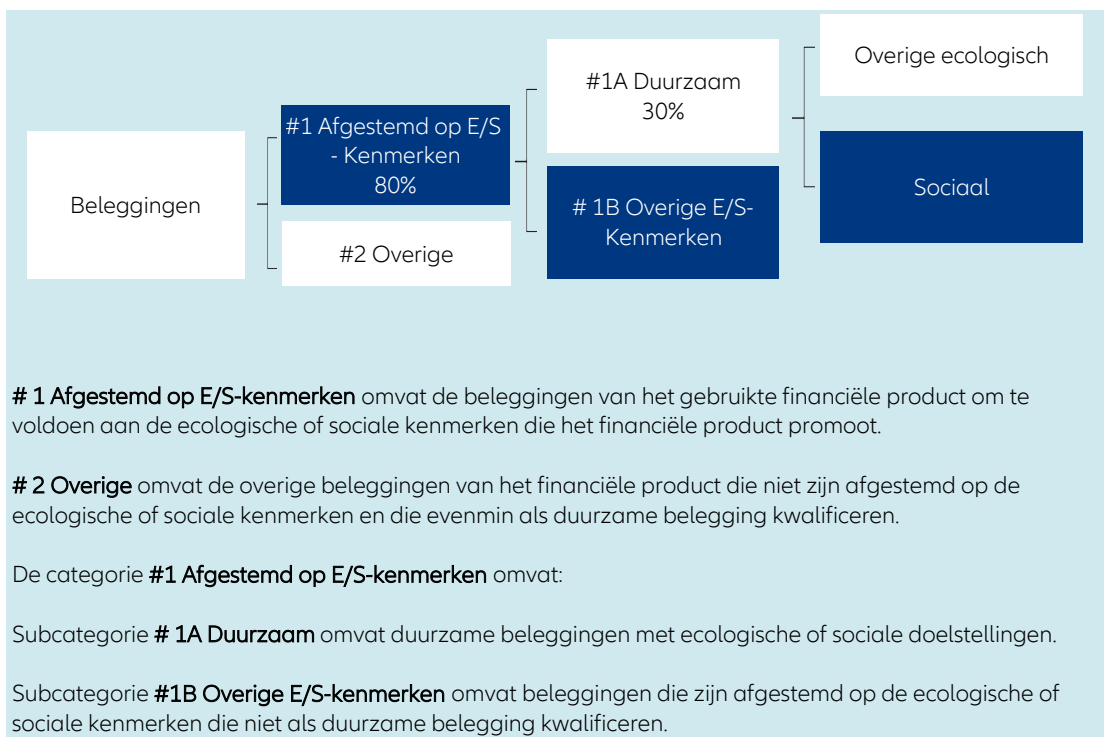 Beleggingen
#1 Afgestemd op E/S
- Kenmerken
80%
#2 Overige
#1A Duurzaam
30%
# 1B Overige E/S-
Kenmerken
Overige ecologisch
Sociaal
# 1 Afgestemd op E/S-kenmerken omvat de beleggingen van het gebruikte financiële product om te
voldoen aan de ecologische of sociale kenmerken die het financiële product promoot.
# 2 Overige omvat de overige beleggingen van het financiële product die niet zijn afgestemd op de
ecologische of sociale kenmerken en die evenmin als duurzame belegging kwalificeren.
De categorie #1 Afgestemd op E/S-kenmerken omvat:
Subcategorie # 1A Duurzaam omvat duurzame beleggingen met ecologische of sociale doelstellingen.
Subcategorie #1B Overige E/S-kenmerken omvat beleggingen die zijn afgestemd op de ecologische of
sociale kenmerken die niet als duurzame belegging kwalificeren.